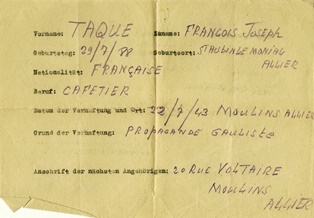 Vorname: TAQUE Zuname: FRANCOIS Joseph
Geburtstag: 29/7/88 Geburtsort: ST AUBIN LE MONIAL
ALLIER
Nationalität: FRANÇAISE
Beruf: CAFETIER
Datum der Verhaftung und Ort: 22/7/43 MOULINS ALLIER
Grund der Verhaftung: PROPAGANDE GAULISTE
Anschrift der nächsten Angehörigen: 20 RUE VOLTAIRE
MOULINS
ALLIER